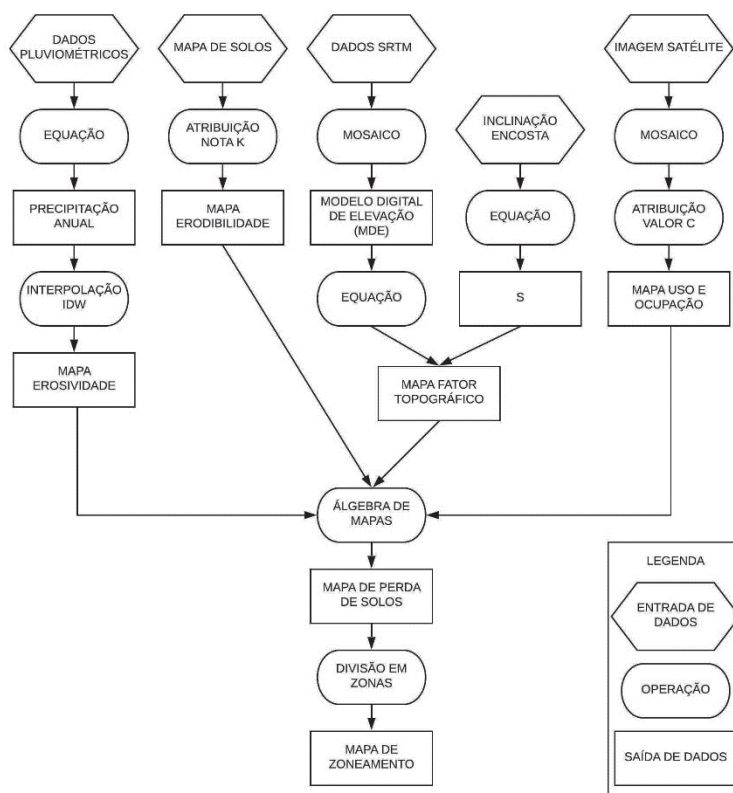 DADOS
PLUVIOMÉTRICOS
MAPA DE SOLOS
DADOS SRTM
IMAGEM SATÉLITE
EQUAÇÃO
ATRIBUIÇÃO
NOTA K
MOSAICO
INCLINAÇÃO
ENCOSTA
MOSAICO
PRECIPITAÇÃO
ANUAL
MAPA
ERODIBILIDADE
MODELO DIGITAL
DE ELEVAÇÃO
(MDE)
EQUAÇÃO
ATRIBUIÇÃO
VALOR C
INTERPOLAÇÃO
IDW
EQUAÇÃO
S
MAPA USO E
OCUPAÇÃO
MAPA
EROSIVIDADE
MAPA FATOR
TOPOGRÁFICO
ÁLGEBRA DE
MAPAS
MAPA DE PERDA
DE SOLOS
DIVISÃO EM
ZONAS
MAPA DE
ZONEAMENTO
LEGENDA
ENTRADA DE
DADOS
OPERAÇÃO
SAÍDA DE DADOS